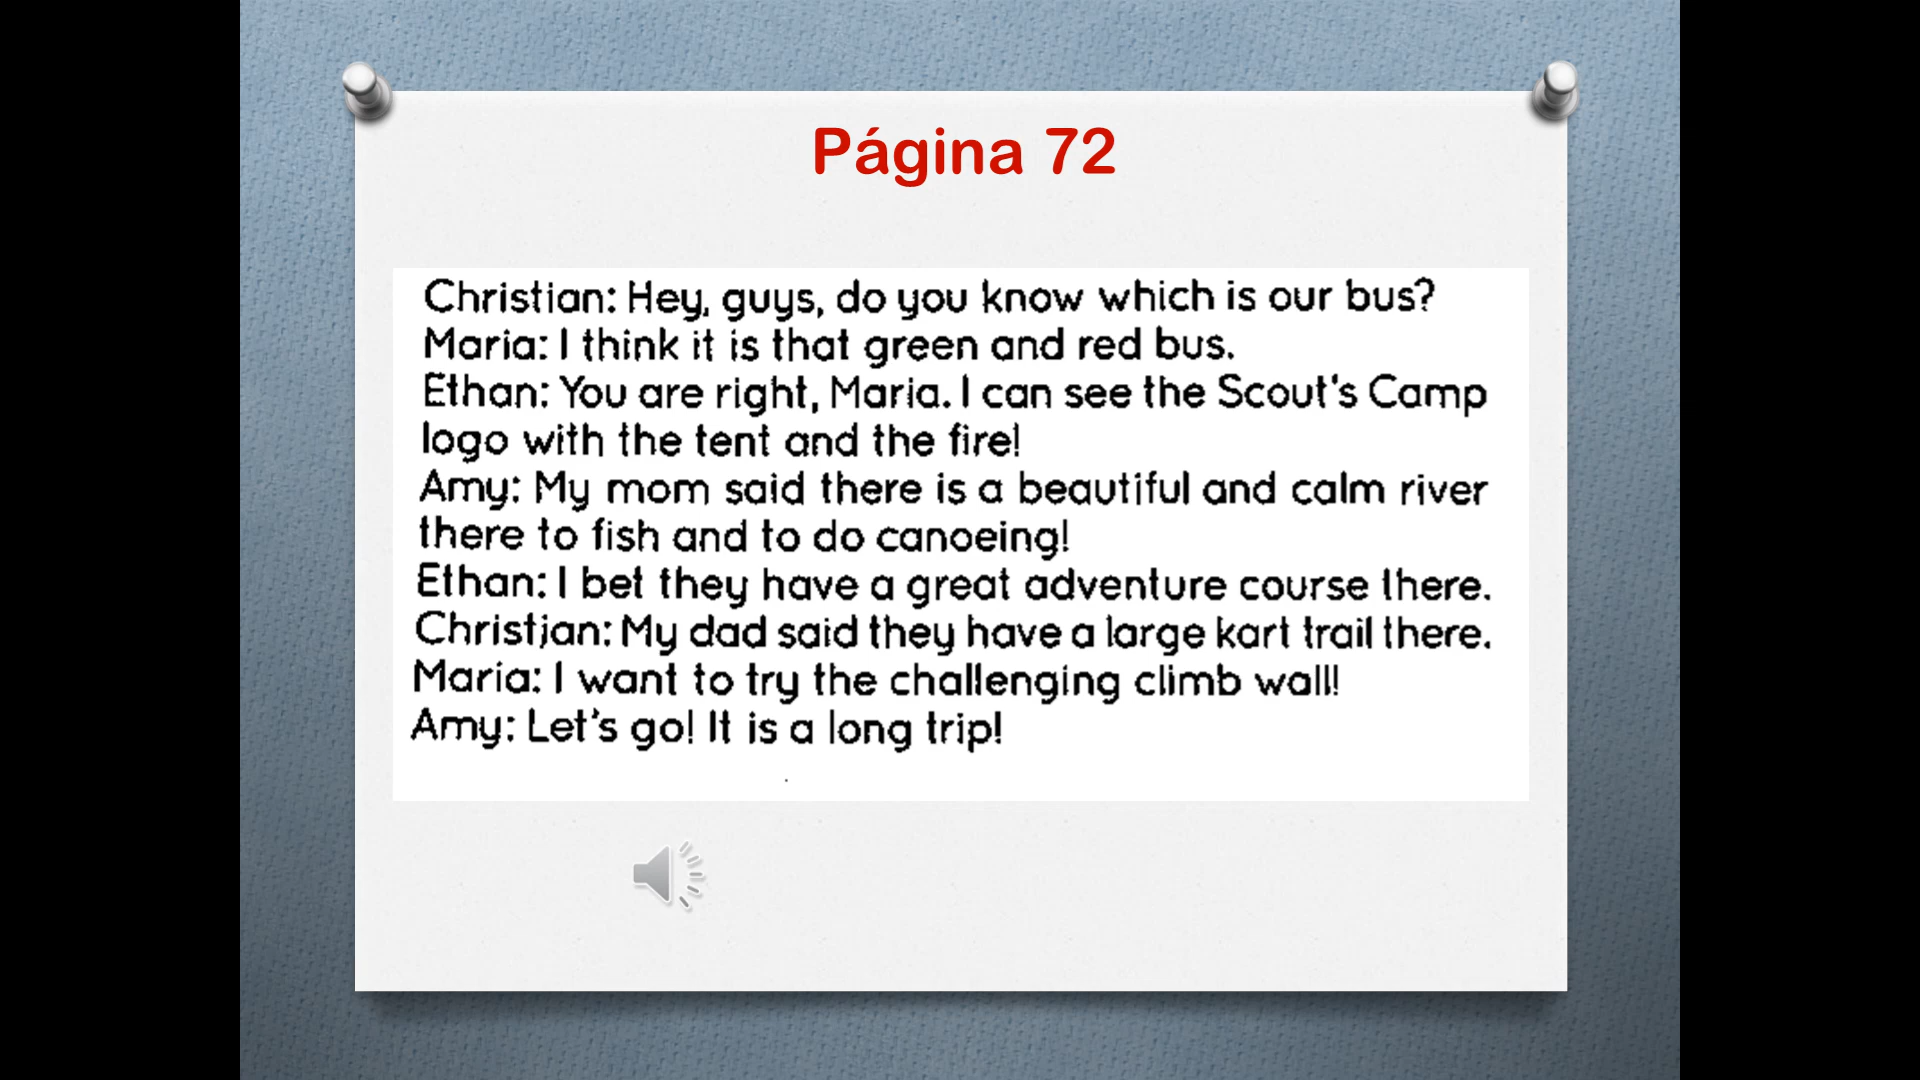 Página 72
Christian: Hey, guys, do you know which is our bus?
Maria: I think it is that green and red bus.
Ethan: You are right, Maria. I can see the Scout's Camp
logo with the tent and the fire!
Amy: My mom said there is a beautiful and calm river
there to fish and to do canoeing!
Ethan: I bet they have a great adventure course there.
Christian: My dad said they have a large kart trail there.
Maria: I want to try the challenging climb wall!
Amy: Let's go! It is a long trip!